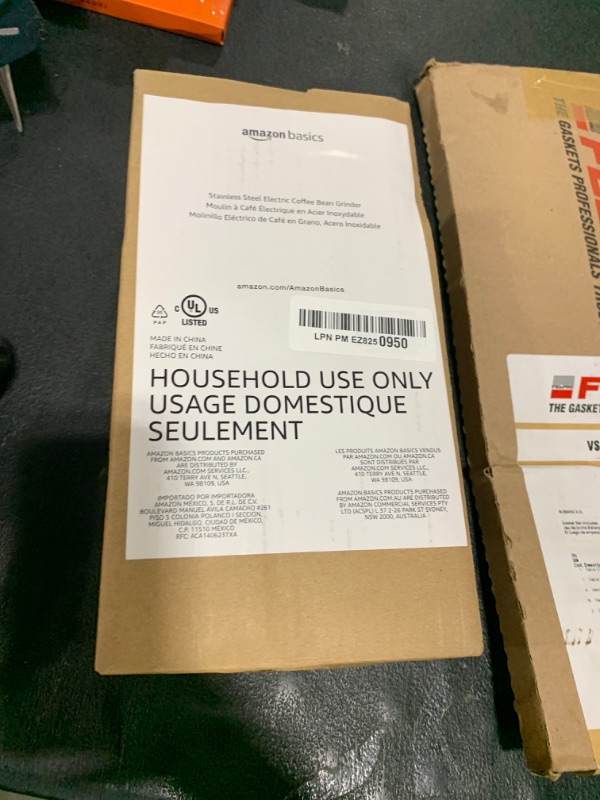 amazon basics
Stainless Steel Electric Coffee Bean Grinder
Moulin à Café Électrique en Acier Inoxydable
Molinillo Eléctrico de Café en Grano, Acero Inoxidable
amazon.com/AmazonBasics
PAP
C UL US
LISTED
LPN PM EZ825 0950
MADE IN CHINA
FABRIQUÉ EN CHINE
HECHO EN CHINA
HOUSEHOLD USE ONLY
USAGE DOMESTIQUE
SEULEMENT
AMAZON BASICS PRODUCTS PURCHASED
FROM AMAZON.COM AND AMAZON.CA
ARE DISTRIBUTED BY
AMAZON.COM SERVICES LLC.,
410 TERRY AVE N, SEATTLE,
WA 98109, USA
LES PRODUITS AMAZON BASICS VENDUS
PAR AMAZON.COM OU AMAZON.CA
SONT DISTRIBUÉS PAR
AMAZON.COM SERVICES LLC.,
410 TERRY AVE N, SEATTLE,
WA 98109, USA
IMPORTADO POR IMPORTADORA
AMAZON MÉXICO, S. DE R.L. DE C.V.
BOULEVARD MANUEL ÁVILA CAMACHO #261
PISO 5 COLONIA POLANCO I SECCION,
MIGUEL HIDALGO, CIUDAD DE MÉXICO,
C.P. 11510 MÉXICO
RFC: ACA140623TXA
AMAZON BASICS PRODUCTS PURCHASED
FROM AMAZON.COM.AU ARE DISTRIBUTED
BY AMAZON COMMERCIAL SERVICES PTY
LTD (ACSPL) L 37 2-26 PARK ST SYDNEY,
NSW 2000, AUSTRALIA
THE GASKETS PROFESSIONALS
F
THE GASKET
VS